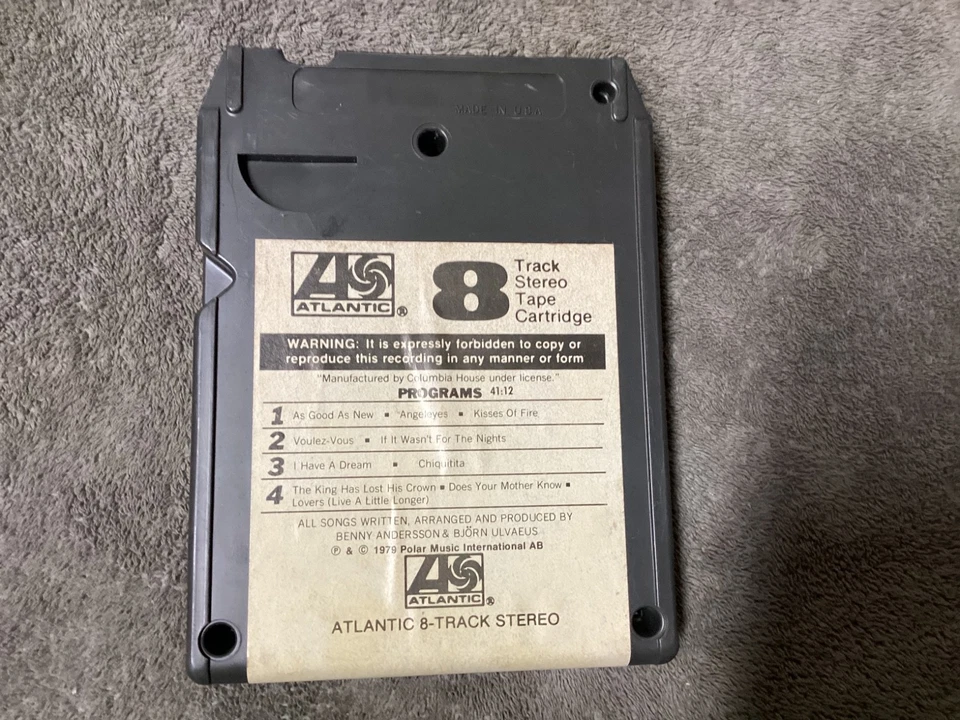 MADE IN U.S.A.
ATLANTIC ®
8 Track
Stereo
Tape
Cartridge
WARNING: It is expressly forbidden to copy or
reproduce this recording in any manner or form
"Manufactured by Columbia House under license."
PROGRAMS 41:12
1 As Good As New ▪ Angeleyes ▪ Kisses Of Fire
2 Voulez-Vous ▪ If It Wasn't For The Nights
3 I Have A Dream ▪ Chiquitita
4 The King Has Lost His Crown ▪ Does Your Mother Know ▪
Lovers (Live A Little Longer)
ALL SONGS WRITTEN, ARRANGED AND PRODUCED BY
BENNY ANDERSSON & BJÖRN ULVAEUS
℗ & © 1979 Polar Music International AB
ATLANTIC ®
ATLANTIC 8-TRACK STEREO